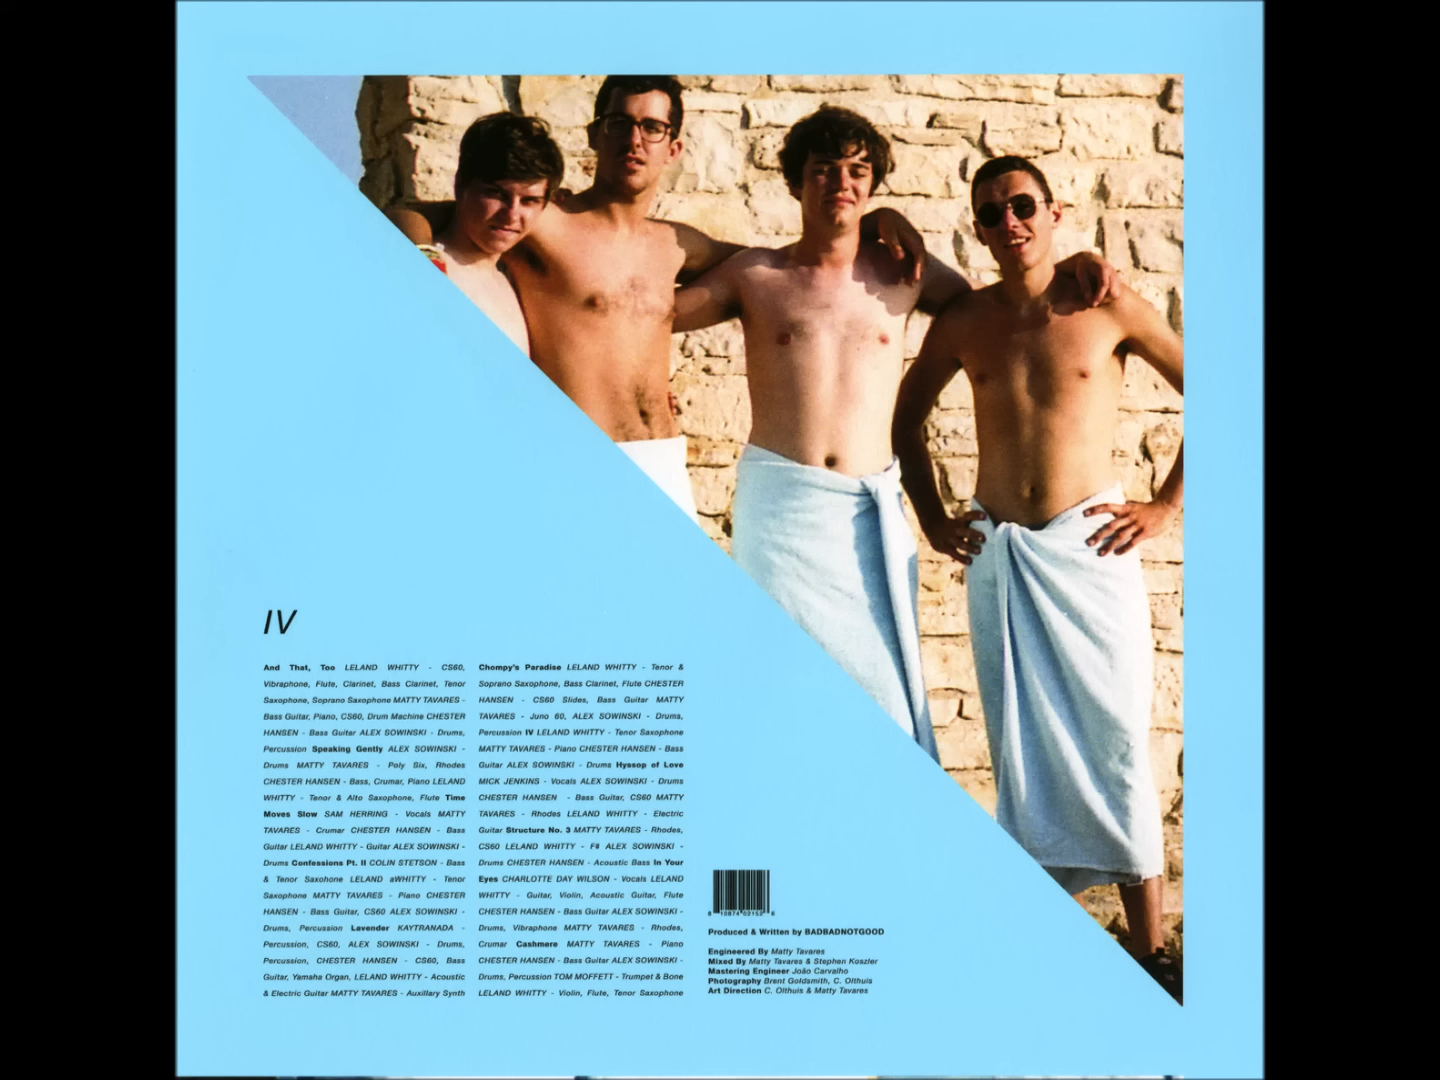 IV
And That, Too LELAND WHITTY - CS60,
Vibraphone, Flute, Clarinet, Bass Clarinet, Tenor
Saxophone, Soprano Saxophone MATTY TAVARES -
Bass Guitar, Piano, CS60, Drum Machine CHESTER
HANSEN - Bass Guitar ALEX SOWINSKI - Drums,
Percussion Speaking Gently ALEX SOWINSKI -
Drums MATTY TAVARES - Poly Six, Rhodes
CHESTER HANSEN - Bass, Crumar, Piano LELAND
WHITTY - Tenor & Alto Saxophone, Flute Time
Moves Slow SAM HERRING - Vocals MATTY
TAVARES - Crumar CHESTER HANSEN - Bass
Guitar LELAND WHITTY - Guitar ALEX SOWINSKI -
Drums Confessions Pt. II COLIN STETSON - Bass
& Tenor Saxohone LELAND aWHITTY - Tenor
Saxophone MATTY TAVARES - Piano CHESTER
HANSEN - Bass Guitar, CS60 ALEX SOWINSKI -
Drums, Percussion Lavender KAYTRANADA -
Percussion, CS60, ALEX SOWINSKI - Drums,
Percussion, CHESTER HANSEN - CS60, Bass
Guitar, Yamaha Organ, LELAND WHITTY - Acoustic
& Electric Guitar MATTY TAVARES - Auxillary Synth
Chompy's Paradise LELAND WHITTY - Tenor &
Soprano Saxophone, Bass Clarinet, Flute CHESTER
HANSEN - CS60 Slides, Bass Guitar MATTY
TAVARES - Juno 60, ALEX SOWINSKI - Drums,
Percussion IV LELAND WHITTY - Tenor Saxophone
MATTY TAVARES - Piano CHESTER HANSEN - Bass
Guitar ALEX SOWINSKI - Drums Hyssop of Love
MICK JENKINS - Vocals ALEX SOWINSKI - Drums
CHESTER HANSEN - Bass Guitar, CS60 MATTY
TAVARES - Rhodes LELAND WHITTY - Electric
Guitar Structure No. 3 MATTY TAVARES - Rhodes,
CS60 LELAND WHITTY - F# ALEX SOWINSKI -
Drums CHESTER HANSEN - Acoustic Bass In Your
Eyes CHARLOTTE DAY WILSON - Vocals LELAND
WHITTY - Guitar, Violin, Acoustic Guitar, Flute
CHESTER HANSEN - Bass Guitar ALEX SOWINSKI -
Drums, Vibraphone MATTY TAVARES - Rhodes,
Crumar Cashmere MATTY TAVARES - Piano
CHESTER HANSEN - Bass Guitar ALEX SOWINSKI -
Drums, Percussion TOM MOFFETT - Trumpet & Bone
LELAND WHITTY - Violin, Flute, Tenor Saxophone
Produced & Written by BADBADNOTGOOD
Engineered By Matty Tavares
Mixed By Matty Tavares & Stephen Koszler
Mastering Engineer João Carvalho
Photography Brent Goldsmith, C. Olthuis
Art Direction C. Olthuis & Matty Tavares